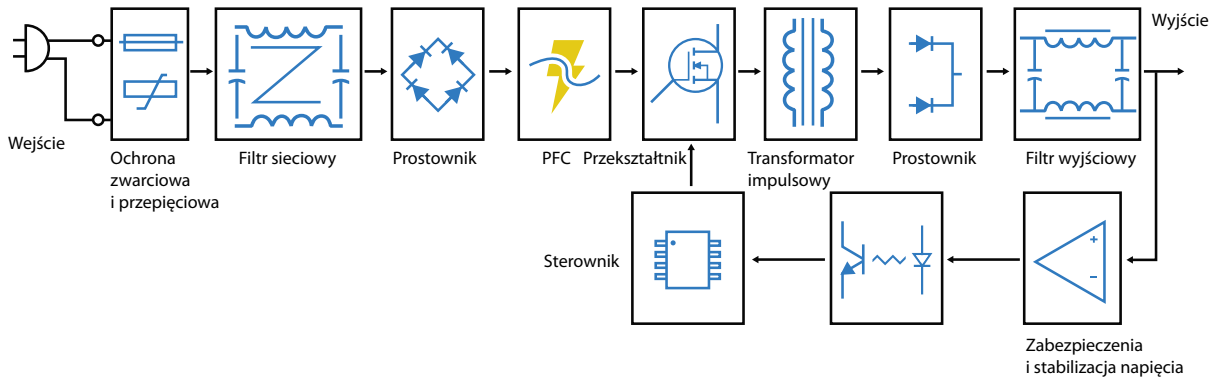 Wyjście
Wejście
Ochrona
zwarciowa
i przepięciowa
Filtr sieciowy
Prostownik
PFC
Przekształtnik
Transformator
impulsowy
Prostownik
Filtr wyjściowy
Sterownik
+
-
Zabezpieczenia
i stabilizacja napięcia